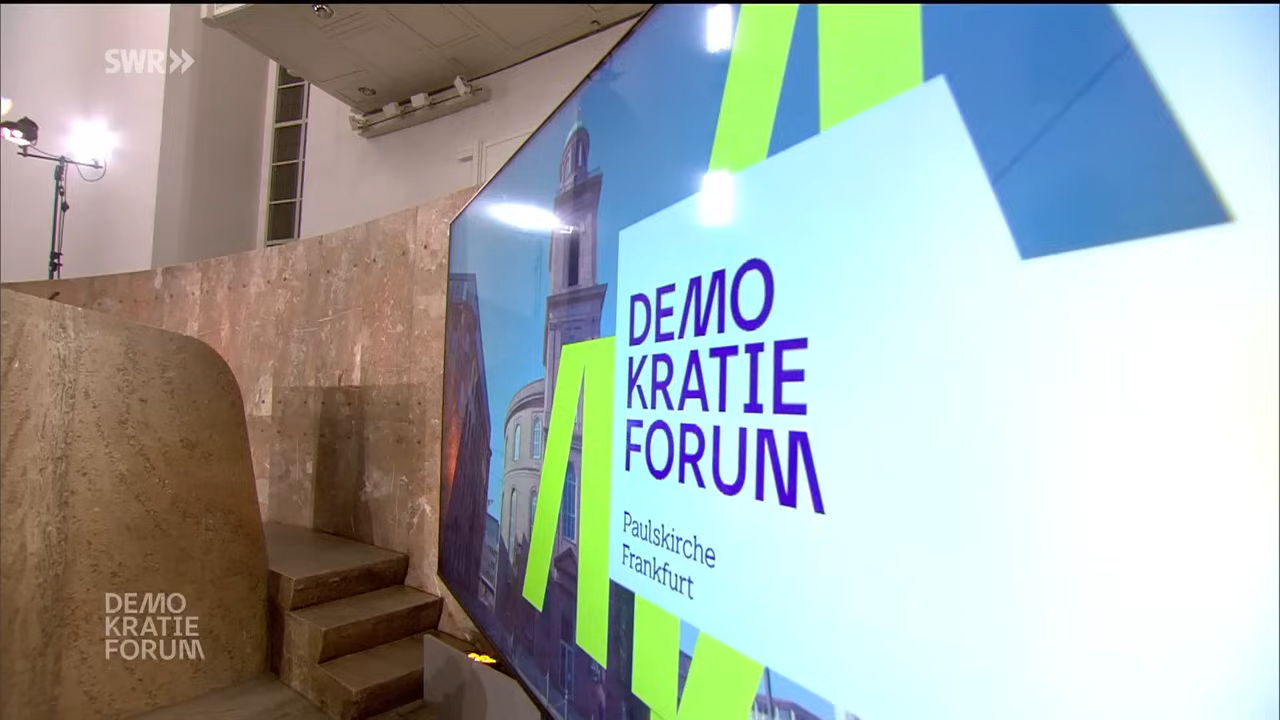 SWR»
DEMO
KRATIE
FORUM
Paulskirche
Frankfurt
DEMO
KRATIE
FORUM